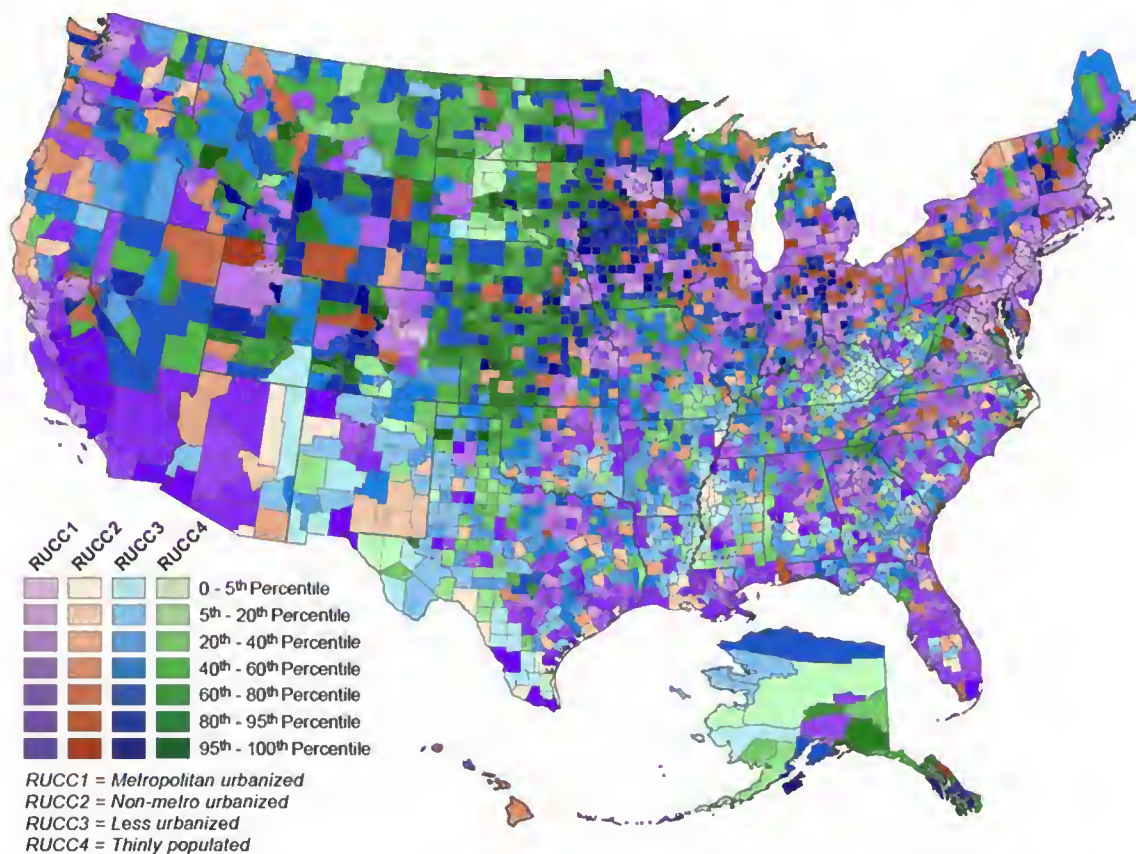 RUCC1 RUCC2 RUCC3 RUCC4
0 - 5th Percentile
5th - 20th Percentile
20th - 40th Percentile
40th - 60th Percentile
60th - 80th Percentile
80th - 95th Percentile
95th - 100th Percentile
RUCC1 = Metropolitan urbanized
RUCC2 = Non-metro urbanized
RUCC3 = Less urbanized
RUCC4 = Thinly populated